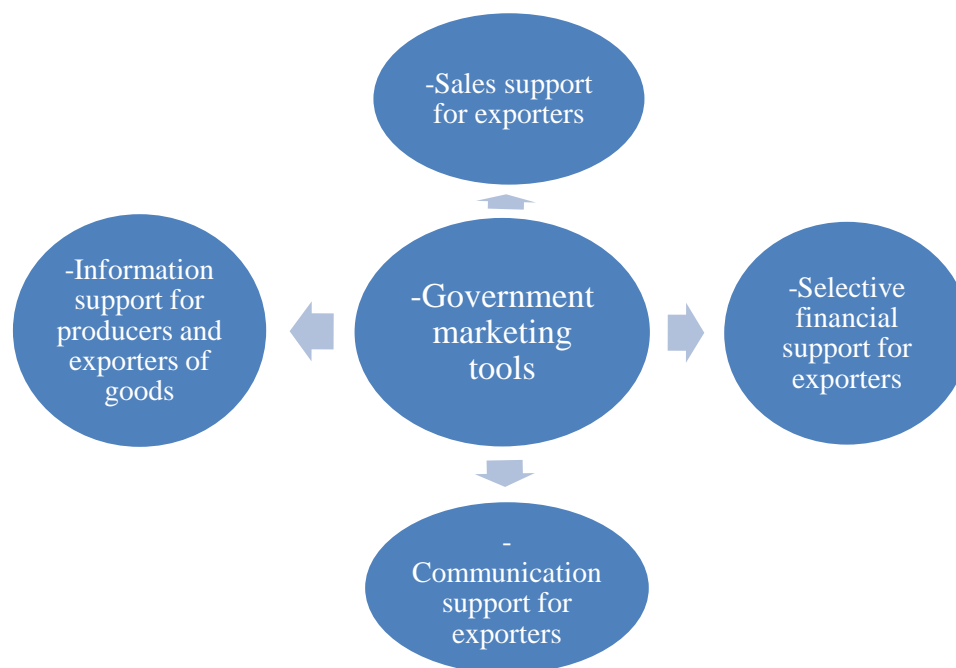 -Sales support
for exporters
-Information
support for
producers and
exporters of
goods
-Government
marketing
tools
-Selective
financial
support for
exporters
-
Communication
support for
exporters